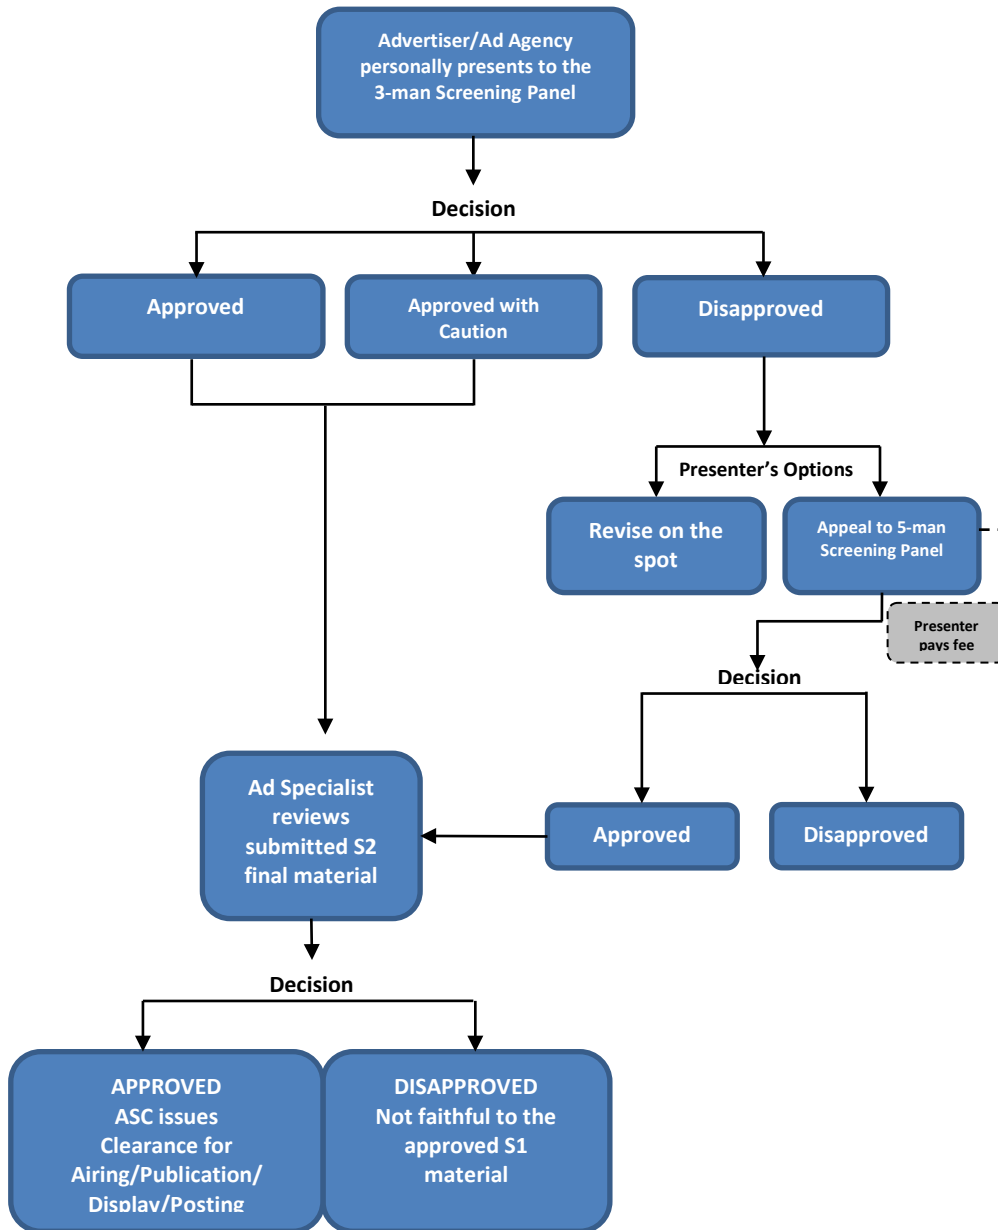 Advertiser/Ad Agency
personally presents to the
3-man Screening Panel
Decision
Approved
Approved with
Caution
Disapproved
Presenter’s Options
Revise on the
spot
Appeal to 5-man
Screening Panel
Presenter
pays fee
Decision
Ad Specialist
reviews
submitted S2
final material
Approved
Disapproved
Decision
APPROVED
ASC issues
Clearance for
Airing/Publication/
Display/Posting
DISAPPROVED
Not faithful to the
approved S1
material